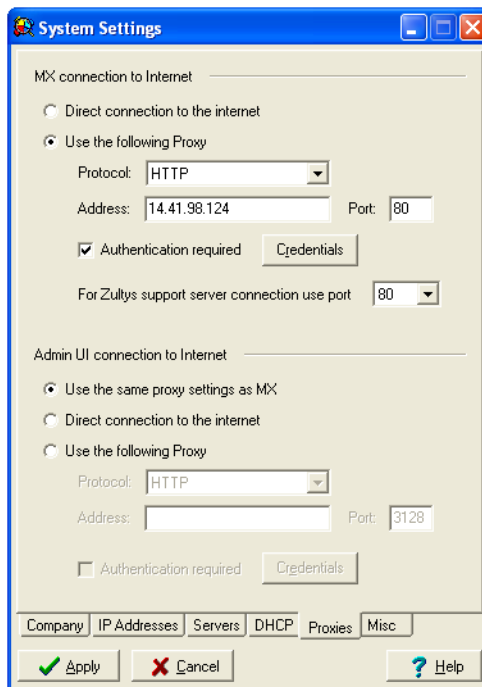 System Settings
MX connection to Internet
Direct connection to the internet
Use the following Proxy
Protocol: HTTP
Address: 14.41.98.124 Port: 80
Authentication required Credentials
For Zultys support server connection use port 80
Admin UI connection to Internet
Use the same proxy settings as MX
Direct connection to the internet
Use the following Proxy
Protocol: HTTP
Address: Port: 3128
Authentication required Credentials
Company IP Addresses Servers DHCP Proxies Misc
Apply Cancel ? Help